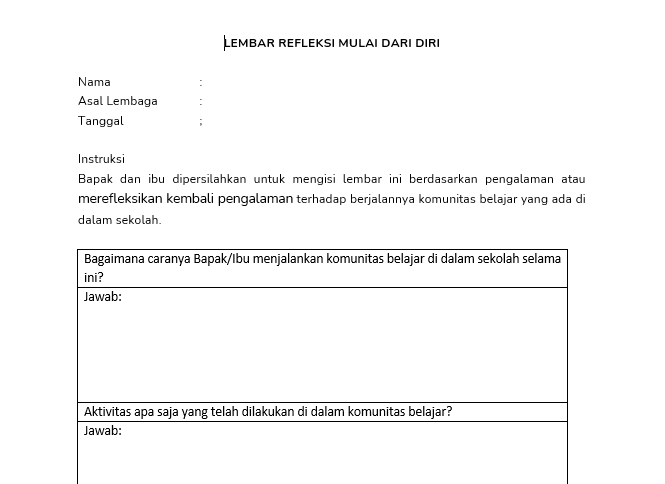 LEMBAR REFLEKSI MULAI DARI DIRI
Nama :
Asal Lembaga :
Tanggal ;
Instruksi
Bapak dan ibu dipersilahkan untuk mengisi lembar ini berdasarkan pengalaman atau
merefleksikan kembali pengalaman terhadap berjalannya komunitas belajar yang ada di
dalam sekolah.
Bagaimana caranya Bapak/Ibu menjalankan komunitas belajar di dalam sekolah selama
ini?
Jawab:
Aktivitas apa saja yang telah dilakukan di dalam komunitas belajar?
Jawab: